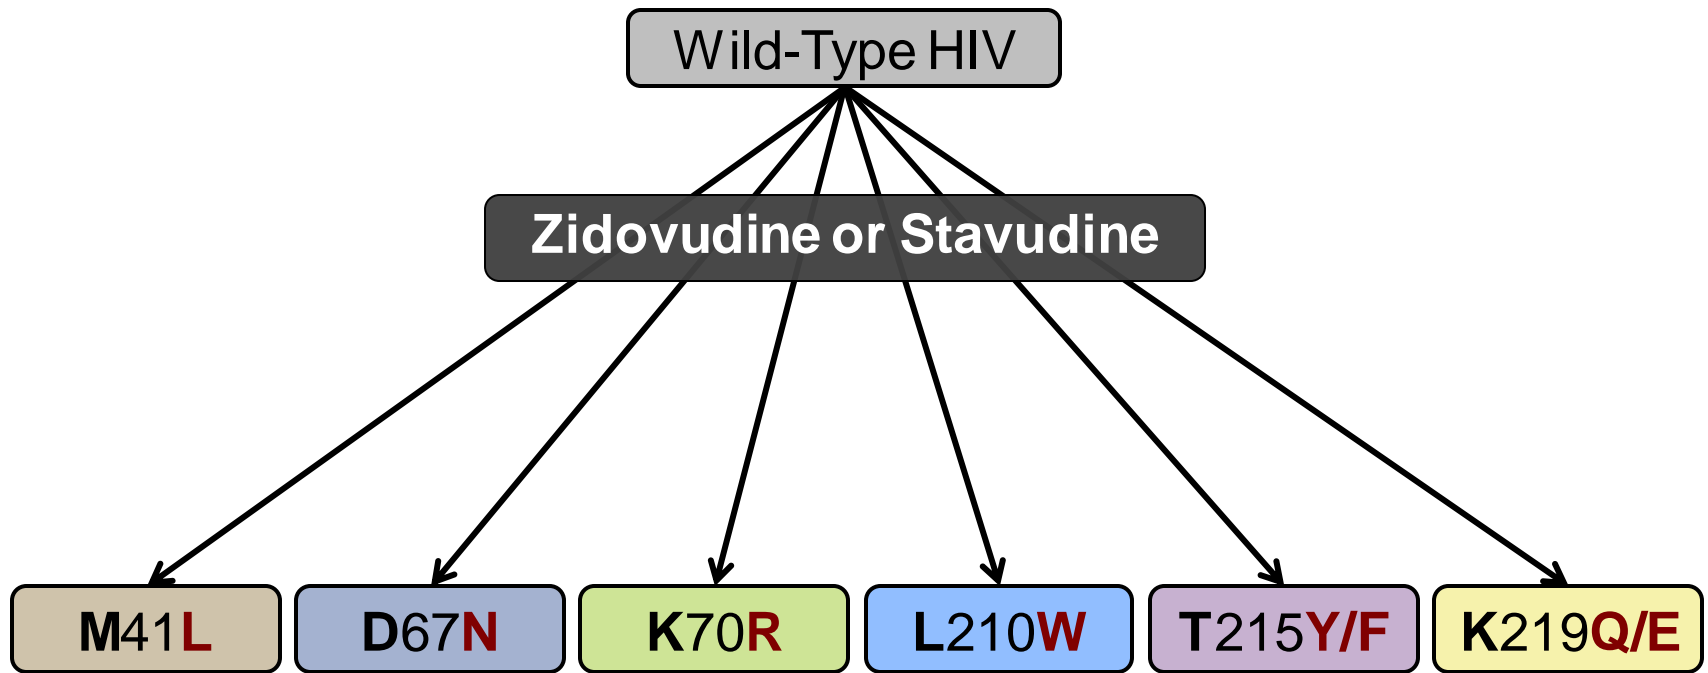 Wild-Type HIV
Zidovudine or Stavudine
M41L
D67N
K70R
L210W
T215Y/F
K219Q/E